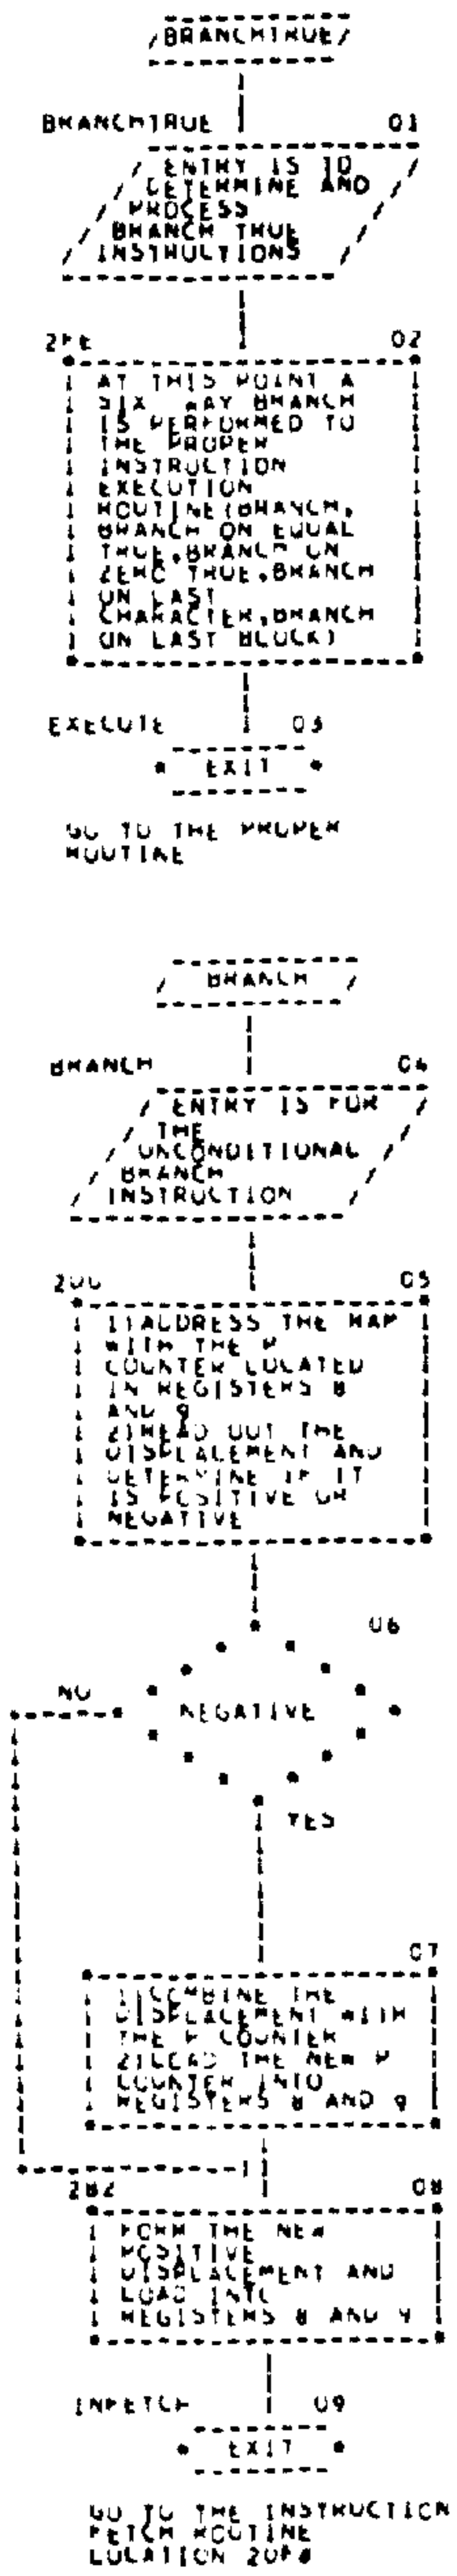 /BRANCHTRUE/
BRANCHTRUE 01
ENTRY IS TO
DETERMINE AND
PROCESS
BRANCH TRUE
INSTRUCTIONS
2FE 02
AT THIS POINT A
SIX WAY BRANCH
IS PERFORMED TO
THE PROPER
INSTRUCTION
EXECUTION
ROUTINE(BRANCH,
BRANCH ON EQUAL
TRUE,BRANCH ON
ZERO TRUE,BRANCH
ON LAST
CHARACTER,BRANCH
ON LAST BLOCK)
EXECUTE 03
EXIT
GO TO THE PROPER
ROUTINE
/ BRANCH /
BRANCH 04
ENTRY IS FOR
THE
UNCONDITIONAL
BRANCH
INSTRUCTION
05
1)ADDRESS THE RAM
WITH THE P
COUNTER LOCATED
IN REGISTERS 8
AND 9
2)READ OUT THE
DISPLACEMENT AND
DETERMINE IF IT
IS POSITIVE OR
NEGATIVE
06
NO
NEGATIVE
YES
07
1)COMBINE THE
DISPLACEMENT WITH
THE P COUNTER
2)LOAD THE NEW P
COUNTER INTO
REGISTERS 8 AND 9
2B2 08
FORM THE NEW
POSITIVE
DISPLACEMENT AND
LOAD INTO
REGISTERS 8 AND 9
INFETCH 09
EXIT
GO TO THE INSTRUCTION
FETCH ROUTINE
LOCATION